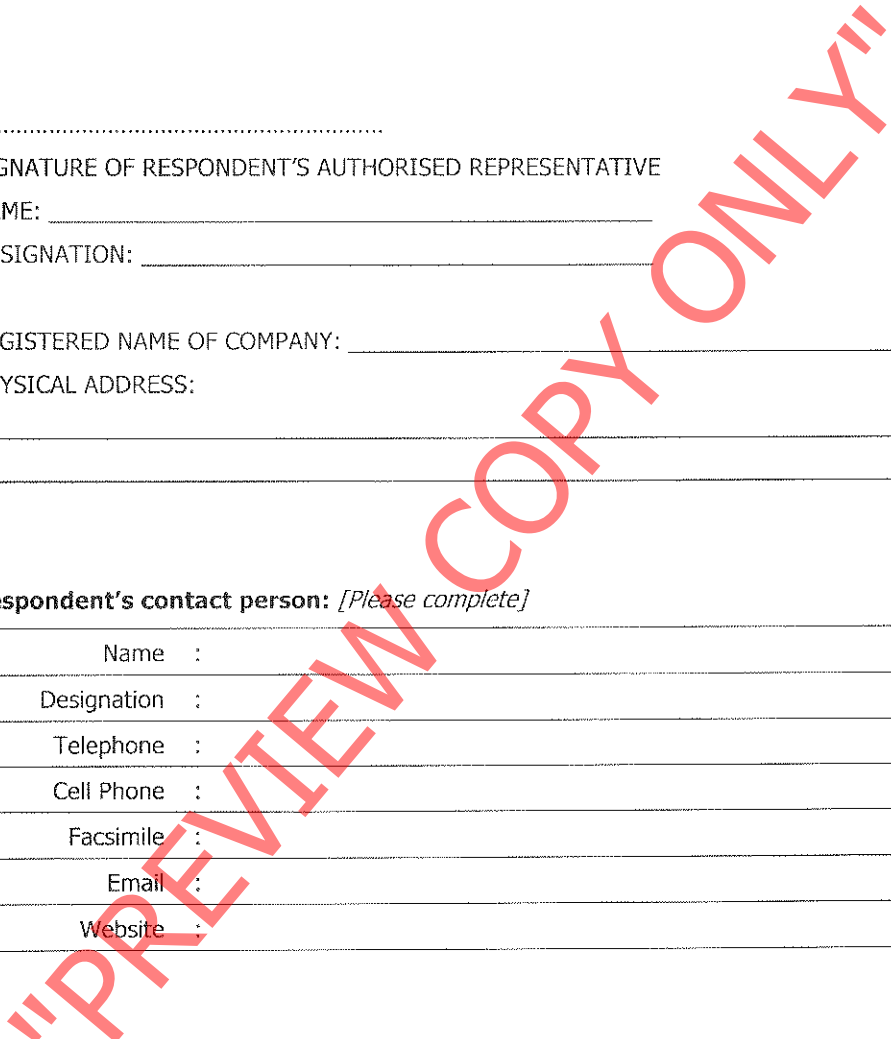 GNATURE OF RESPONDENT'S AUTHORISED REPRESENTATIVE
ME:
SIGNATION:
GISTERED NAME OF COMPANY:
YSICAL ADDRESS:
espondent's contact person: [Please complete]
Name :
Designation :
Telephone :
Cell Phone :
Facsimile :
Email :
Website :
"PREVIEW COPY ONLY"